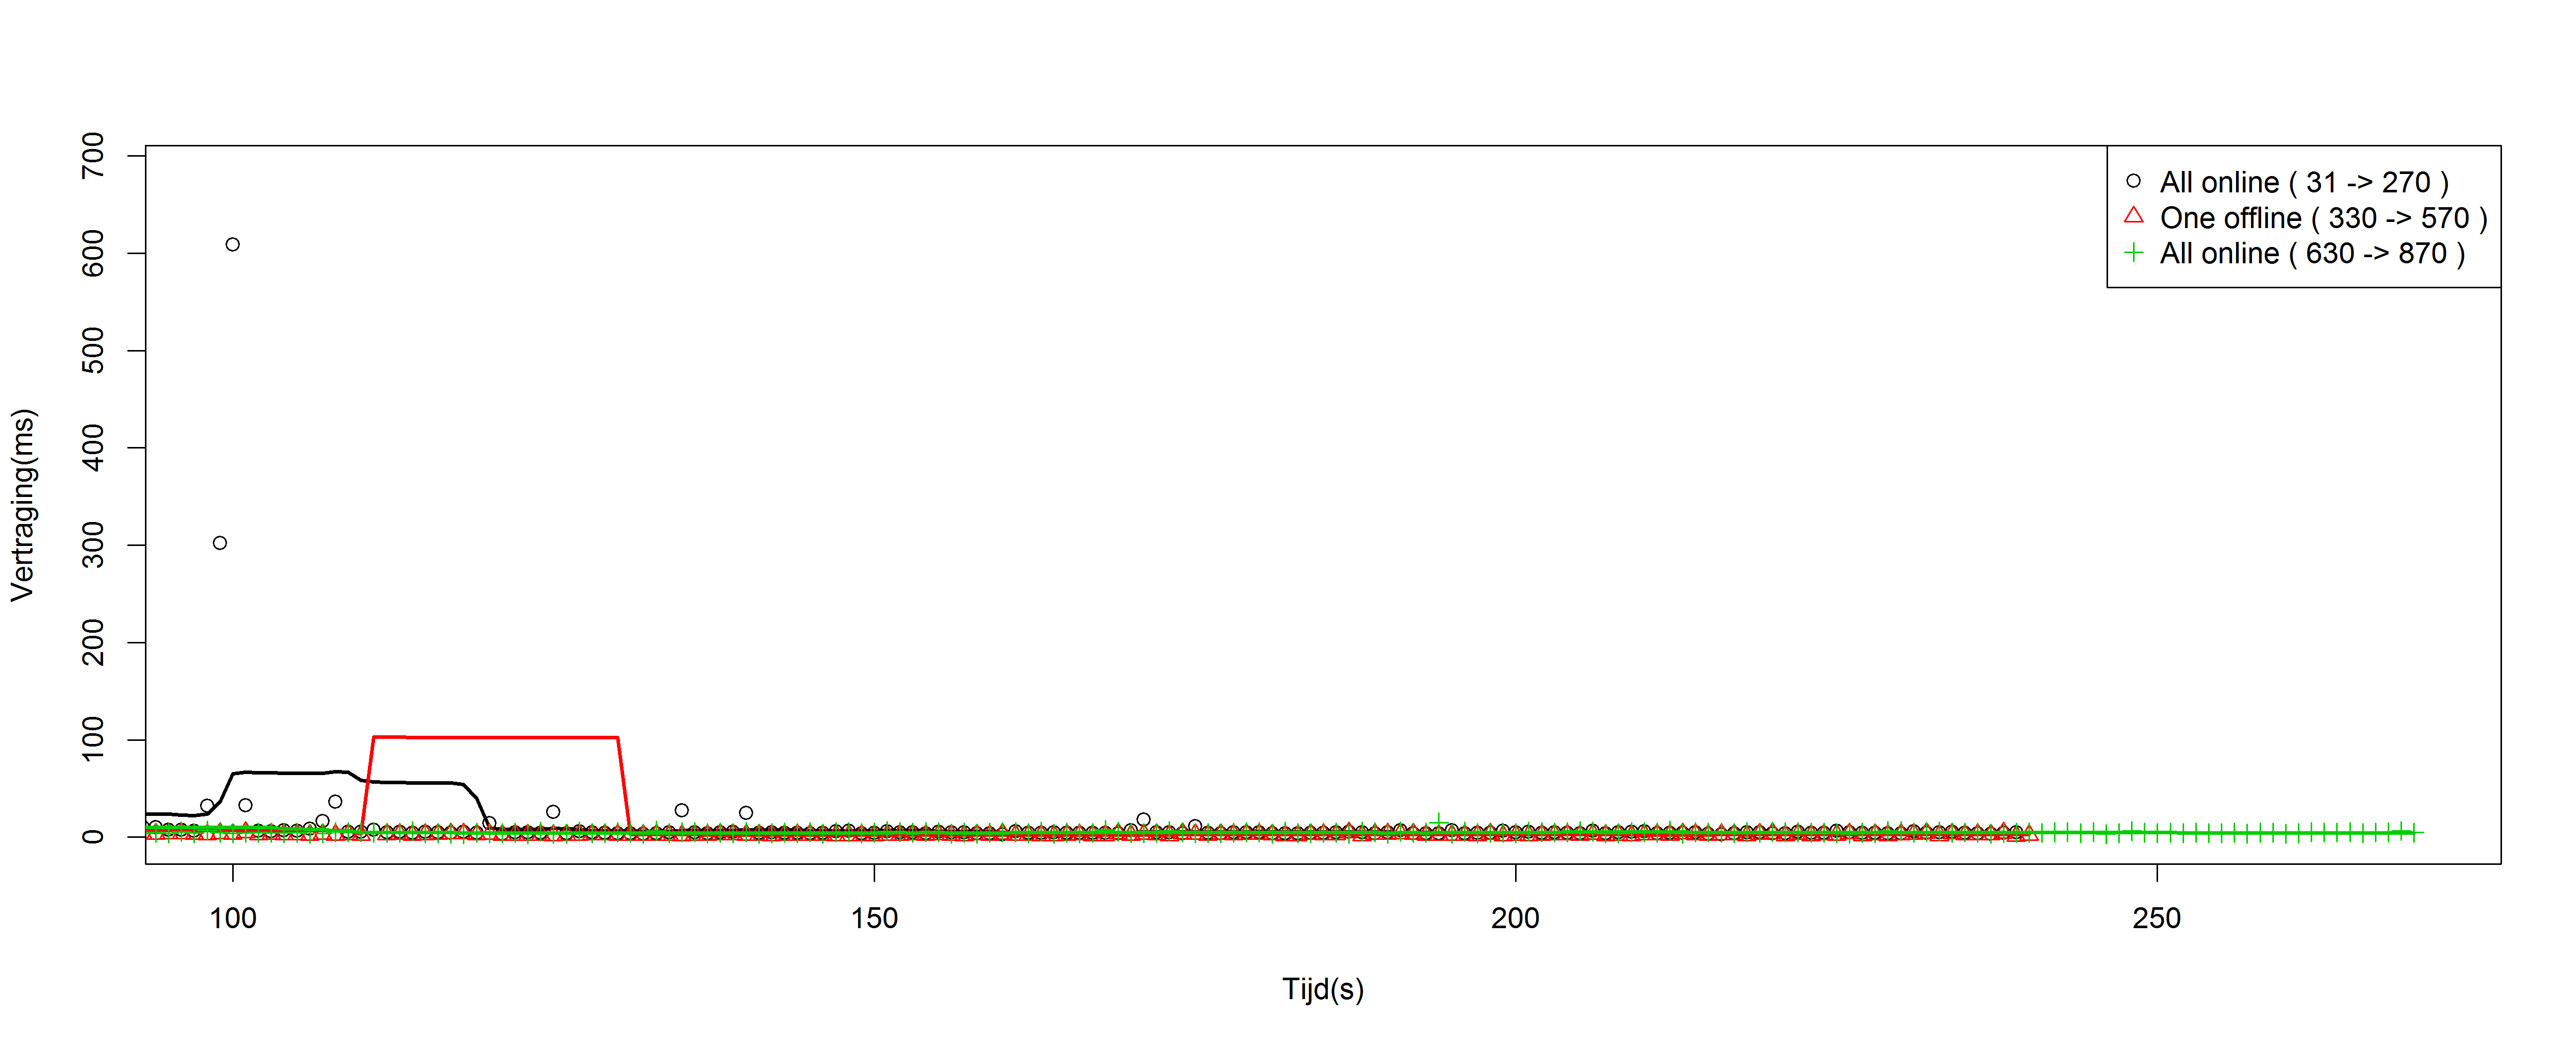 700
600
500
400
300
200
100
0
Vertraging(ms)
All online ( 31 -> 270 )
One offline ( 330 -> 570 )
All online ( 630 -> 870 )
100 150 200 250
Tijd(s)